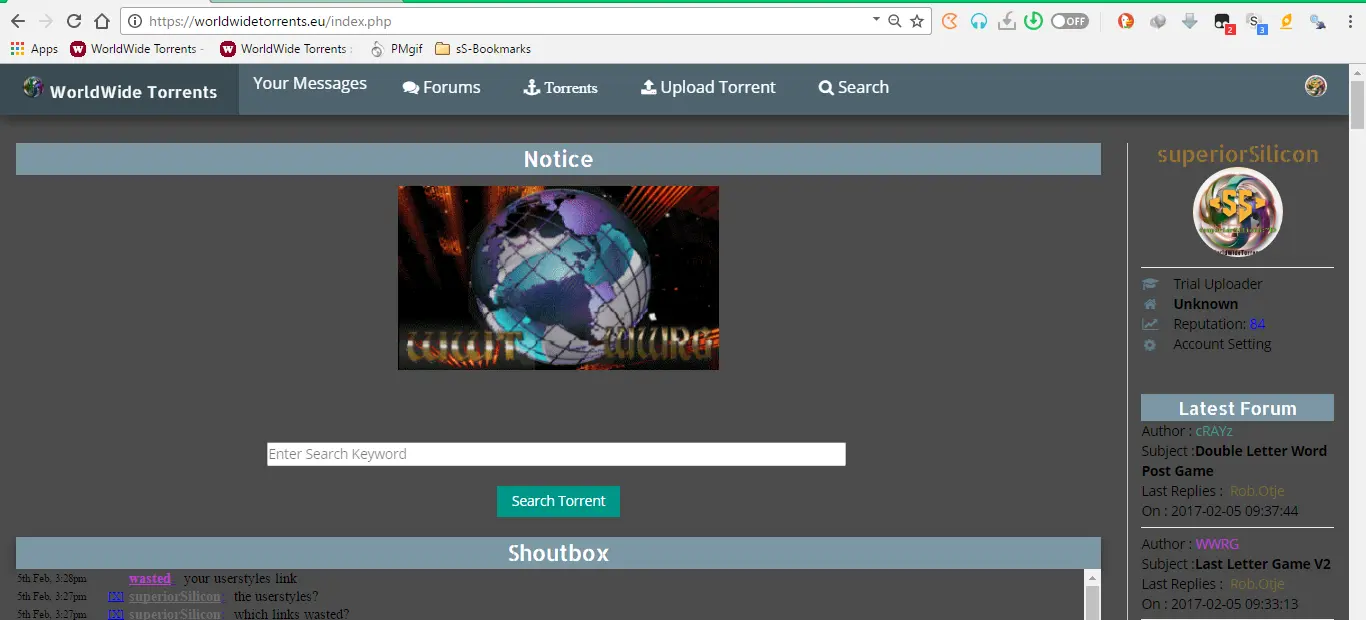 https://worldwidetorrents.eu/index.php
OFF
2
S
3
Apps
WorldWide Torrents -
WorldWide Torrents :
PMgif
sS-Bookmarks
WorldWide Torrents
Your Messages
Forums
Torrents
Upload Torrent
Search
Notice
WWT
WWRG
Enter Search Keyword
Search Torrent
Shoutbox
5th Feb, 3:28pm wasted your userstyles link
5th Feb, 3:27pm [X] superiorSilicon the userstyles?
5th Feb, 3:27pm [X] superiorSilicon which links wasted?
superiorSilicon
SS
Trial Uploader
Unknown
Reputation: 84
Account Setting
Latest Forum
Author : cRAYz
Subject :Double Letter Word
Post Game
Last Replies : Rob.Otje
On : 2017-02-05 09:37:44
Author : WWRG
Subject :Last Letter Game V2
Last Replies : Rob.Otje
On : 2017-02-05 09:33:13